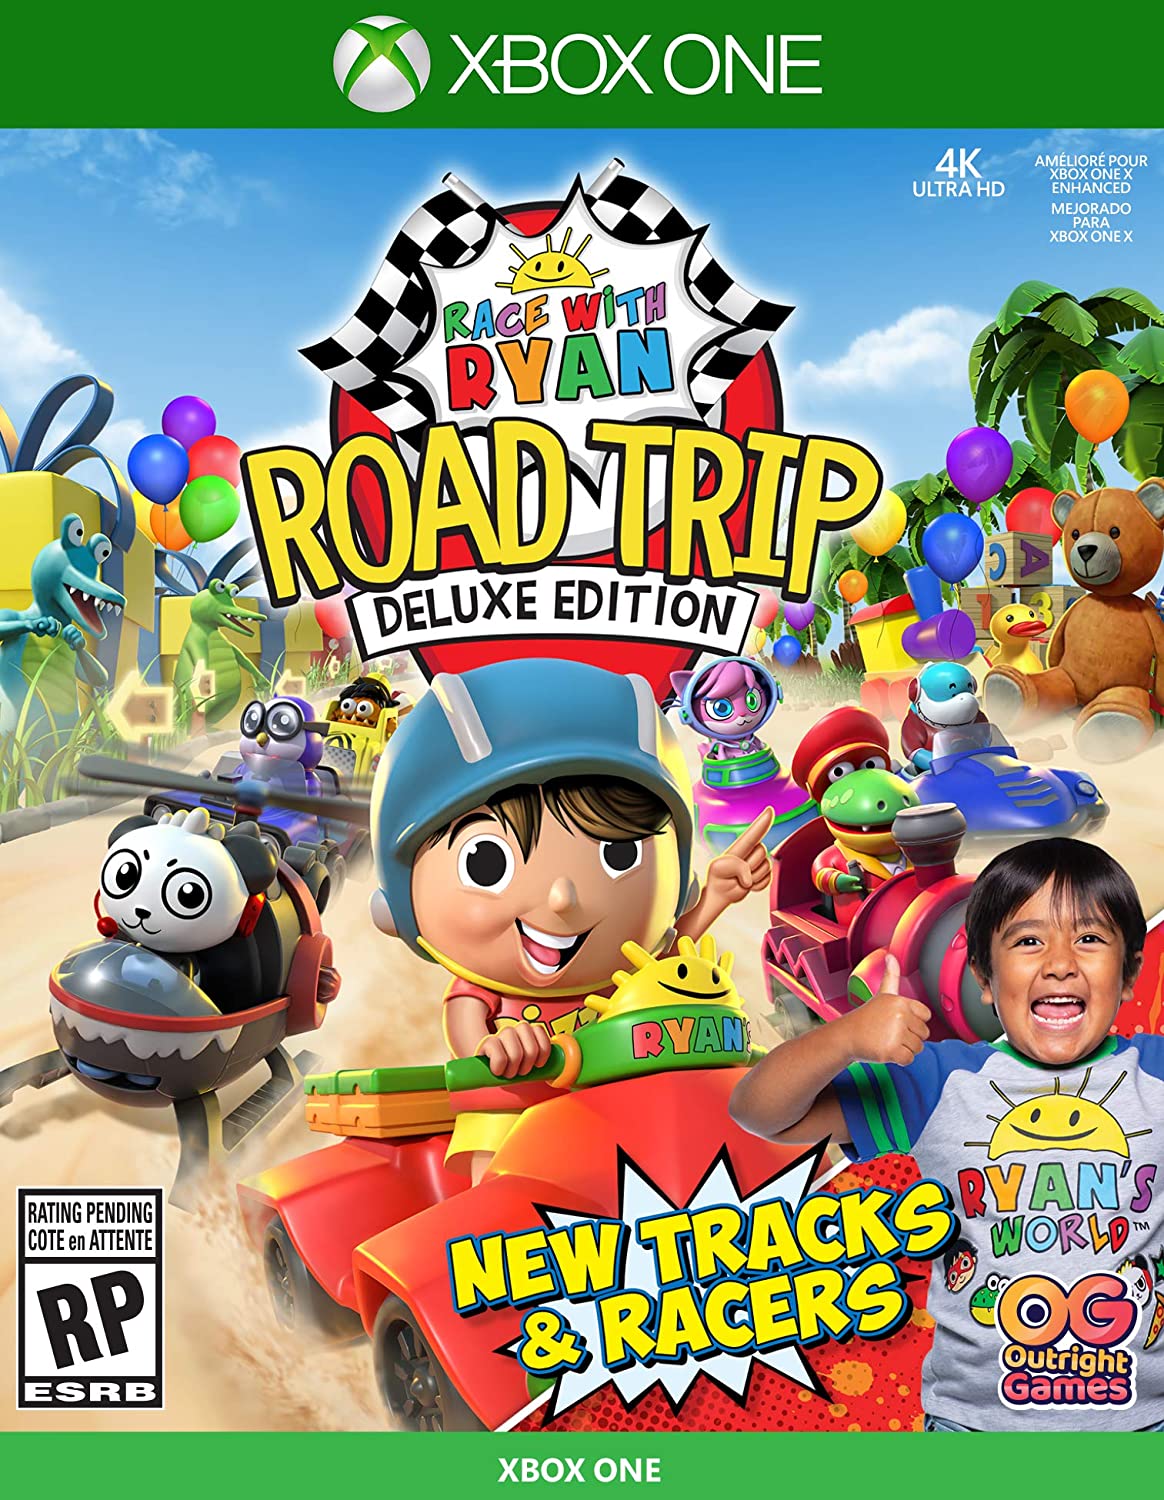 XBOX ONE
4K
ULTRA HD
AMÉLIORÉ POUR
XBOX ONE X
ENHANCED
MEJORADO
PARA
XBOX ONE X
RACE WITH
RYAN
ROAD TRIP
DELUXE EDITION
A
C
3
RYAN'S
RYAN'S
WORLD™
NEW TRACKS
& RACERS
RATING PENDING
COTE en ATTENTE
RP
ESRB
OG
Outright
Games
XBOX ONE